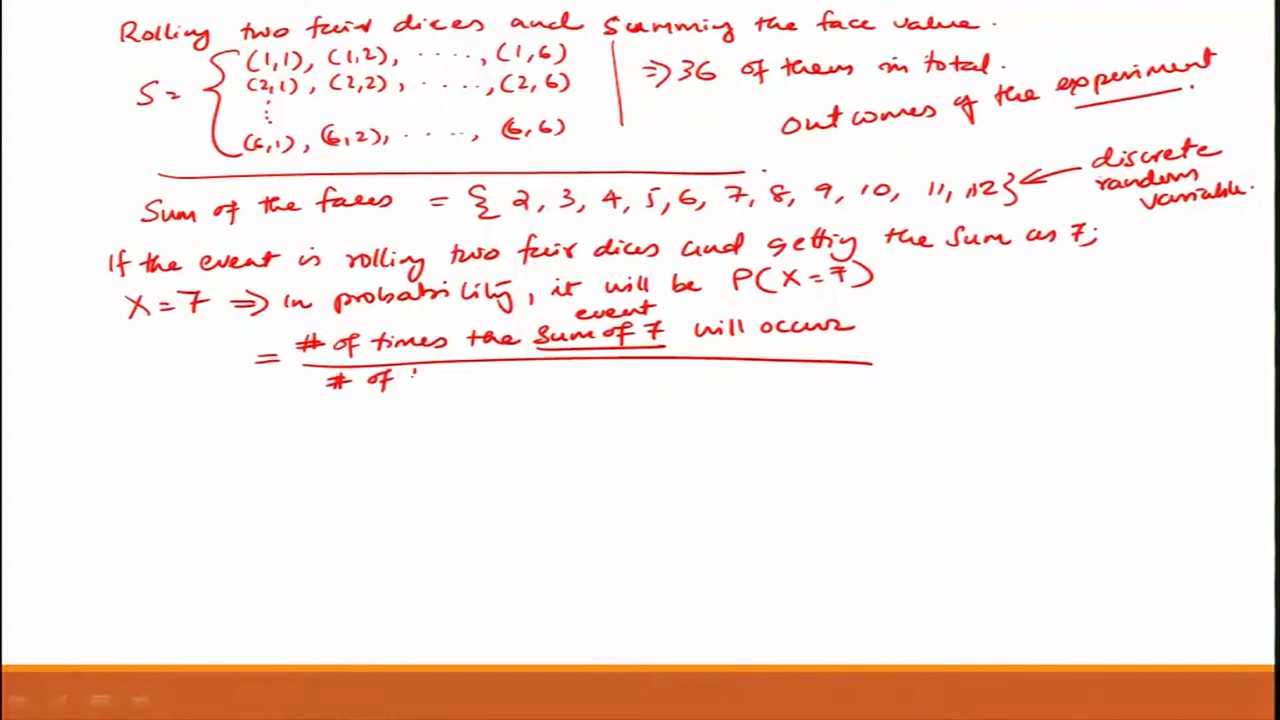 Rolling two fair dices and summing the face value.
S = { (1,1), (1,2), ....., (1,6)
(2,1), (2,2), ....., (2,6)
⋮
(6,1), (6,2), ....., (6,6)
⇒ 36 of them in total.
outcomes of the experiment.
Sum of the faces = { 2, 3, 4, 5, 6, 7, 8, 9, 10, 11, 12 } ← discrete
random
variable.
If the event is rolling two fair dices and getting the sum as 7;
X = 7 ⇒ in probability, it will be P(X = 7)
event
= # of times the sum of 7 will occur
# of